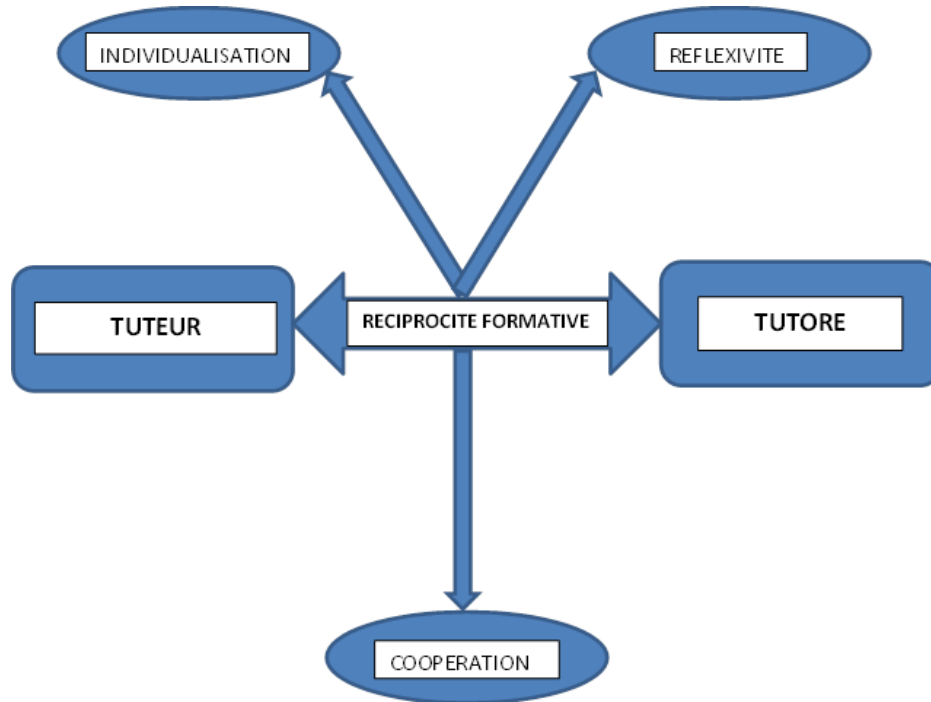 INDIVIDUALISATION
REFLEXIVITE
TUTEUR
RECIPROCITE FORMATIVE
TUTORE
COOPERATION